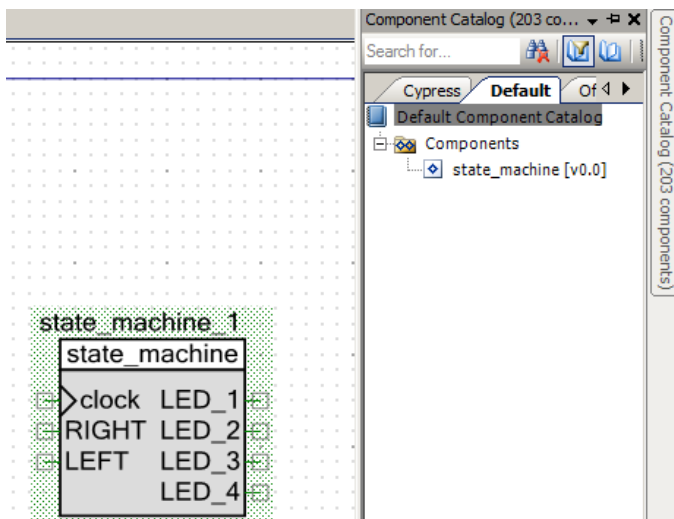 Component Catalog (203 co...
Search for...
Cypress Default Of
Default Component Catalog
Components
state_machine [v0.0]
Component Catalog (203 components)
state_machine_1
state_machine
clock LED_1
RIGHT LED_2
LEFT LED_3
LED_4